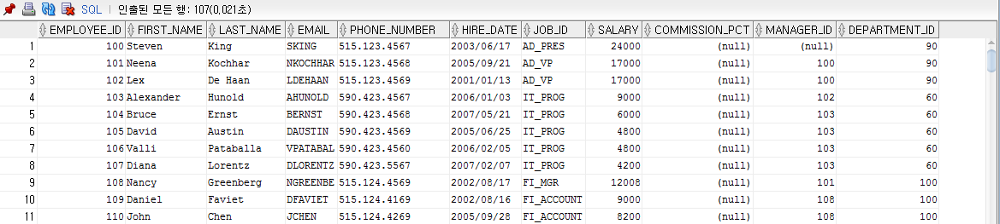 SQL | 인출된 모든 행: 107(0,021초)
EMPLOYEE_ID FIRST_NAME LAST_NAME EMAIL PHONE_NUMBER HIRE_DATE JOB_ID SALARY COMMISSION_PCT MANAGER_ID DEPARTMENT_ID
1 100 Steven King SKING 515.123.4567 2003/06/17 AD_PRES 24000 (null) (null) 90
2 101 Neena Kochhar NKOCHHAR 515.123.4568 2005/09/21 AD_VP 17000 (null) 100 90
3 102 Lex De Haan LDEHAAN 515.123.4569 2001/01/13 AD_VP 17000 (null) 100 90
4 103 Alexander Hunold AHUNOLD 590.423.4567 2006/01/03 IT_PROG 9000 (null) 102 60
5 104 Bruce Ernst BERNST 590.423.4568 2007/05/21 IT_PROG 6000 (null) 103 60
6 105 David Austin DAUSTIN 590.423.4569 2005/06/25 IT_PROG 4800 (null) 103 60
7 106 Valli Pataballa VPATABAL 590.423.4560 2006/02/05 IT_PROG 4800 (null) 103 60
8 107 Diana Lorentz DLORENTZ 590.423.5567 2007/02/07 IT_PROG 4200 (null) 103 60
9 108 Nancy Greenberg NGREENBE 515.124.4569 2002/08/17 FI_MGR 12008 (null) 101 100
10 109 Daniel Faviet DFAVIET 515.124.4169 2002/08/16 FI_ACCOUNT 9000 (null) 108 100
11 110 John Chen JCHEN 515.124.4269 2005/09/28 FI_ACCOUNT 8200 (null) 108 100